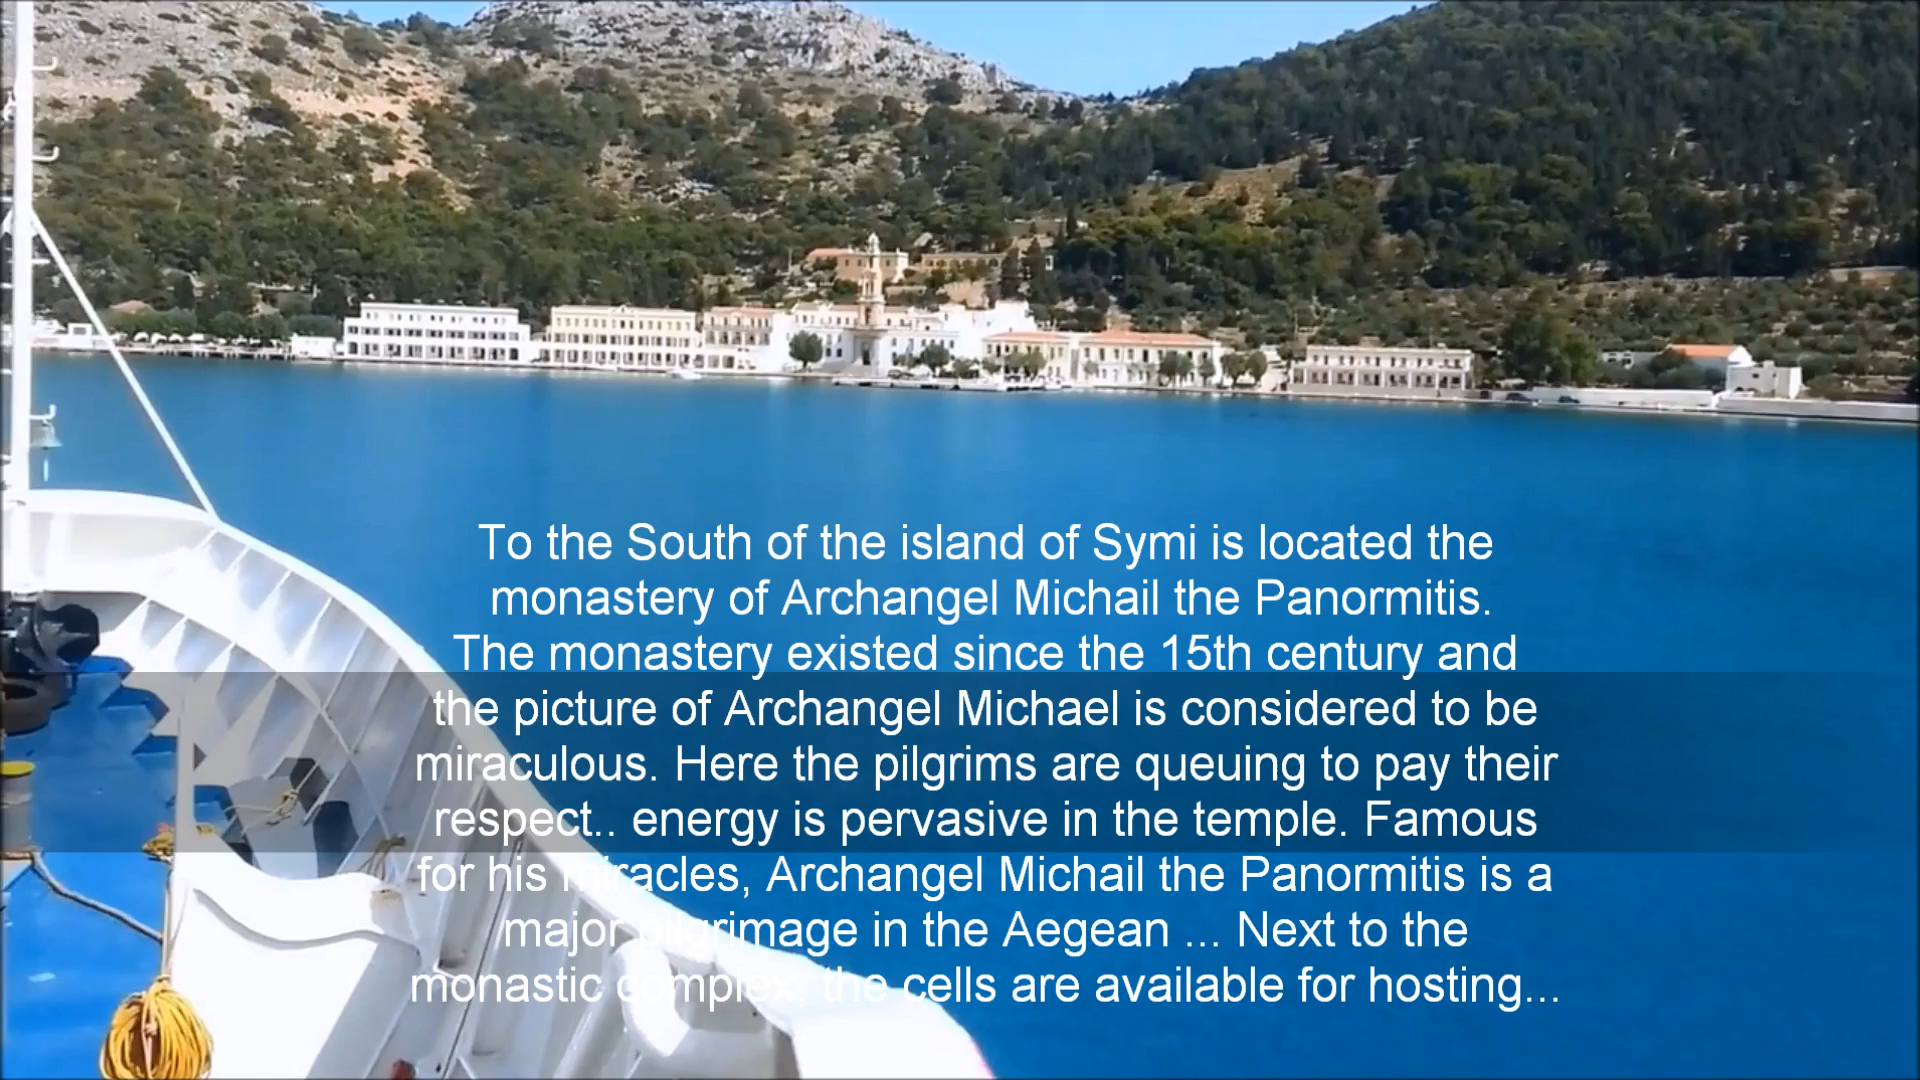 To the South of the island of Symi is located the
monastery of Archangel Michail the Panormitis.
The monastery existed since the 15th century and
the picture of Archangel Michael is considered to be
miraculous. Here the pilgrims are queuing to pay their
respect.. energy is pervasive in the temple. Famous
for his miracles, Archangel Michail the Panormitis is a
major pilgrimage in the Aegean ... Next to the
monastic complex, the cells are available for hosting...